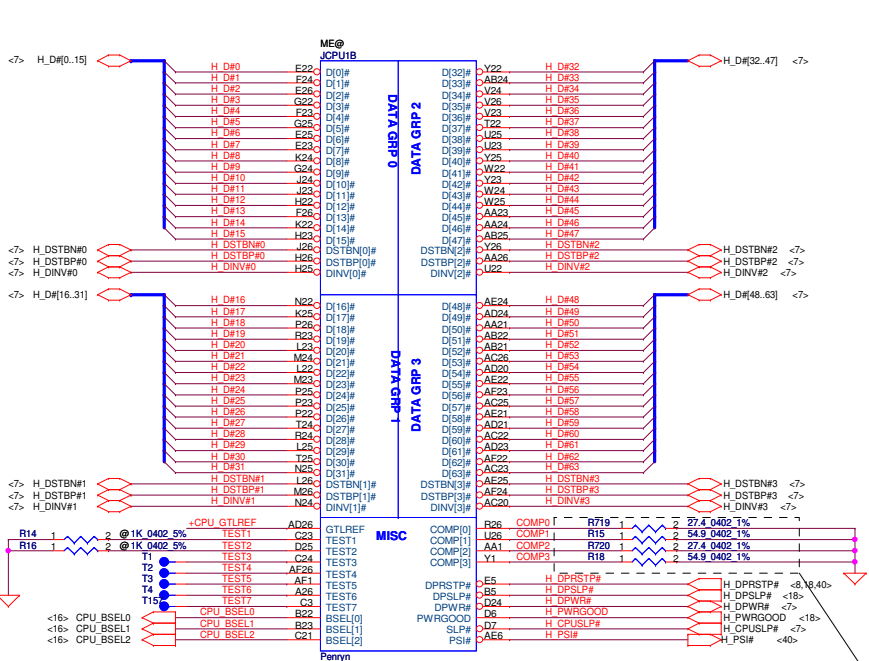 ME@
JCPU1B
<7> H_D#[0..15]
H_D#[32..47] <7>
H_D#0 E22 D[0]# D[32]# Y22 H_D#32
H_D#1 F24 D[1]# D[33]# AB24 H_D#33
H_D#2 E26 D[2]# D[34]# V24 H_D#34
H_D#3 G22 D[3]# D[35]# V26 H_D#35
H_D#4 F23 D[4]# D[36]# V23 H_D#36
H_D#5 G25 D[5]# D[37]# T22 H_D#37
H_D#6 E25 D[6]# D[38]# U25 H_D#38
H_D#7 E23 D[7]# D[39]# U23 H_D#39
H_D#8 K24 D[8]# D[40]# Y25 H_D#40
H_D#9 G24 D[9]# D[41]# W22 H_D#41
H_D#10 J24 D[10]# D[42]# Y23 H_D#42
H_D#11 J23 D[11]# D[43]# W24 H_D#43
H_D#12 H22 D[12]# D[44]# W25 H_D#44
H_D#13 F26 D[13]# D[45]# AA23 H_D#45
H_D#14 K22 D[14]# D[46]# AA24 H_D#46
H_D#15 H23 D[15]# D[47]# AB25 H_D#47
<7> H_DSTBN#0 H_DSTBN#0 J26 DSTBN[0]# DSTBN[2]# Y26 H_DSTBN#2 H_DSTBN#2 <7>
<7> H_DSTBP#0 H_DSTBP#0 H26 DSTBP[0]# DSTBP[2]# AA26 H_DSTBP#2 H_DSTBP#2 <7>
<7> H_DINV#0 H_DINV#0 H25 DINV[0]# DINV[2]# U22 H_DINV#2 H_DINV#2 <7>
DATA GRP 0
DATA GRP 2
<7> H_D#[16..31]
H_D#[48..63] <7>
H_D#16 N22 D[16]# D[48]# AE24 H_D#48
H_D#17 K25 D[17]# D[49]# AD24 H_D#49
H_D#18 P26 D[18]# D[50]# AA21 H_D#50
H_D#19 R23 D[19]# D[51]# AB22 H_D#51
H_D#20 L23 D[20]# D[52]# AB21 H_D#52
H_D#21 M24 D[21]# D[53]# AC26 H_D#53
H_D#22 L22 D[22]# D[54]# AD20 H_D#54
H_D#23 M23 D[23]# D[55]# AE22 H_D#55
H_D#24 P25 D[24]# D[56]# AF23 H_D#56
H_D#25 P23 D[25]# D[57]# AC25 H_D#57
H_D#26 P22 D[26]# D[58]# AE21 H_D#58
H_D#27 T24 D[27]# D[59]# AD21 H_D#59
H_D#28 R24 D[28]# D[60]# AC22 H_D#60
H_D#29 L25 D[29]# D[61]# AD23 H_D#61
H_D#30 T25 D[30]# D[62]# AF22 H_D#62
H_D#31 N25 D[31]# D[63]# AC23 H_D#63
<7> H_DSTBN#1 H_DSTBN#1 L26 DSTBN[1]# DSTBN[3]# AE25 H_DSTBN#3 H_DSTBN#3 <7>
<7> H_DSTBP#1 H_DSTBP#1 M26 DSTBP[1]# DSTBP[3]# AF24 H_DSTBP#3 H_DSTBP#3 <7>
<7> H_DINV#1 H_DINV#1 N24 DINV[1]# DINV[3]# AC20 H_DINV#3 H_DINV#3 <7>
DATA GRP 1
DATA GRP 3
MISC
+CPU_GTLREF AD26 GTLREF COMP[0] R26 COMP0 R719 1 2 27.4_0402_1%
R14 1 2 @1K_0402_5% TEST1 C23 TEST1 COMP[1] U26 COMP1 R15 1 2 54.9_0402_1%
R16 1 2 @1K_0402_5% TEST2 D25 TEST2 COMP[2] AA1 COMP2 R720 1 2 27.4_0402_1%
T1 TEST3 C24 TEST3 COMP[3] Y1 COMP3 R18 1 2 54.9_0402_1%
T2 TEST4 AF26 TEST4
T3 TEST5 AF1 TEST5 DPRSTP# E5 H_DPRSTP# H_DPRSTP# <8,18,40>
T4 TEST6 A26 TEST6 DPSLP# B5 H_DPSLP# H_DPSLP# <18>
T157 TEST7 C3 TEST7 DPWR# D24 H_DPWR# H_DPWR# <7>
<16> CPU_BSEL0 CPU_BSEL0 B22 BSEL[0] PWRGOOD D6 H_PWRGOOD H_PWRGOOD <18>
<16> CPU_BSEL1 CPU_BSEL1 B23 BSEL[1] SLP# D7 H_CPUSLP# H_CPUSLP# <7>
<16> CPU_BSEL2 CPU_BSEL2 C21 BSEL[2] PSI# AE6 H_PSI# H_PSI# <40>
Penryn